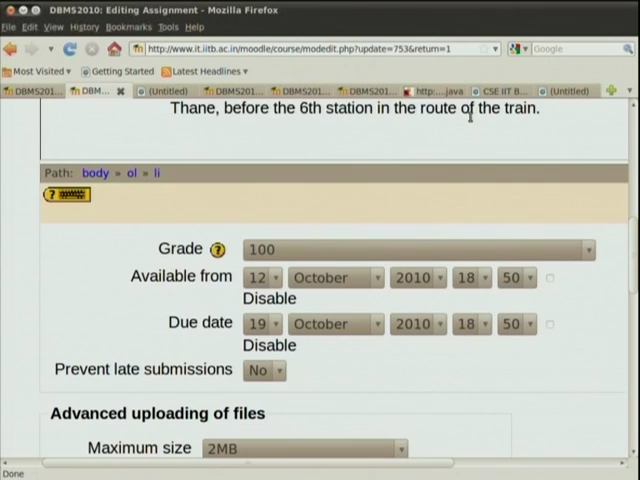 DBMS2010: Editing Assignment - Mozilla Firefox
File Edit View History Bookmarks Tools Help
http://www.it.iitb.ac.in/moodle/course/modedit.php?update=753&return=1
Google
Most Visited Getting Started Latest Headlines
DBMS201... DBM... (Untitled) DBMS201... DBMS201... DBMS201... http:....java CSE IIT B... (Untitled)
Thane, before the 6th station in the route of the train.
Path: body » ol » li
?
Grade ? 100
Available from 12 October 2010 18 50
Disable
Due date 19 October 2010 18 50
Disable
Prevent late submissions No
Advanced uploading of files
Maximum size 2MB
Done